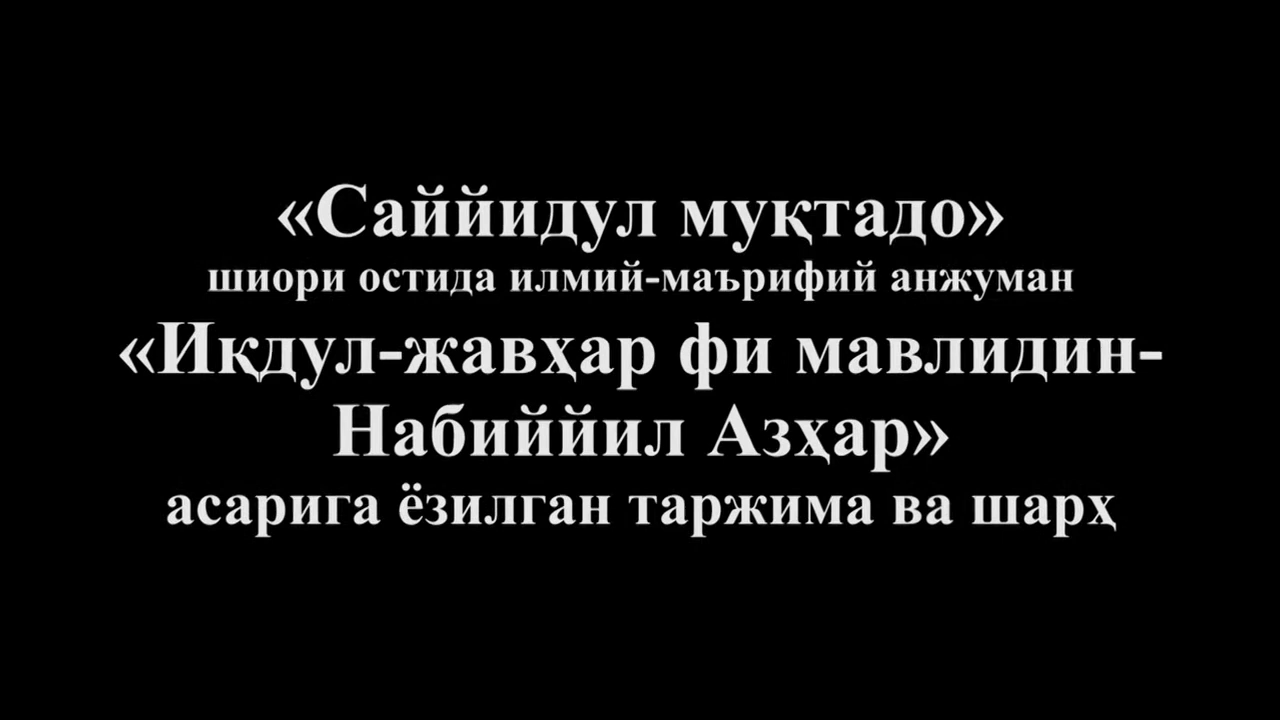 «Саййидул муқтадо»
шиори остида илмий-маърифий анжуман
«Иқдул-жавҳар фи мавлидин-
Набиййил Азҳар»
асарига ёзилган таржима ва шарҳ